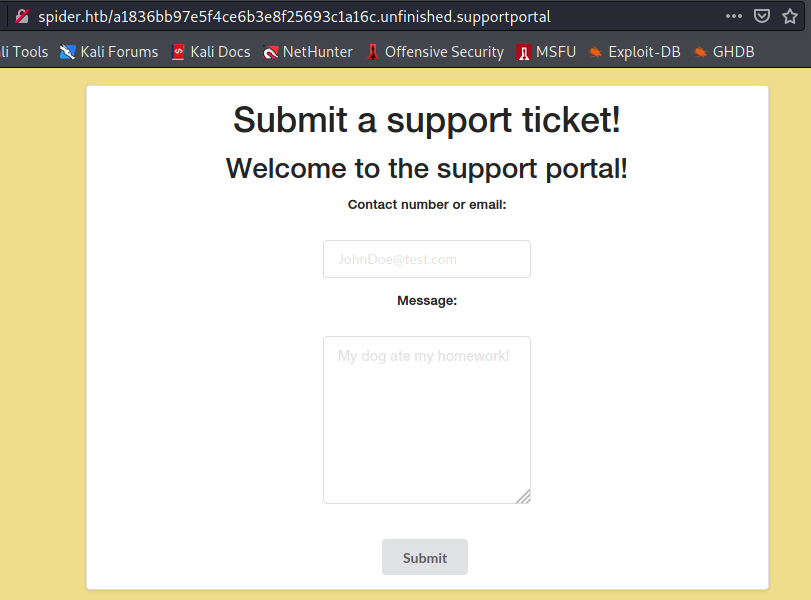 spider.htb/a1836bb97e5f4ce6b3e8f25693c1a16c.unfinished.supportportal
li Tools Kali Forums Kali Docs NetHunter Offensive Security MSFU Exploit-DB GHDB
Submit a support ticket!
Welcome to the support portal!
Contact number or email:
JohnDoe@test.com
Message:
My dog ate my homework!
Submit